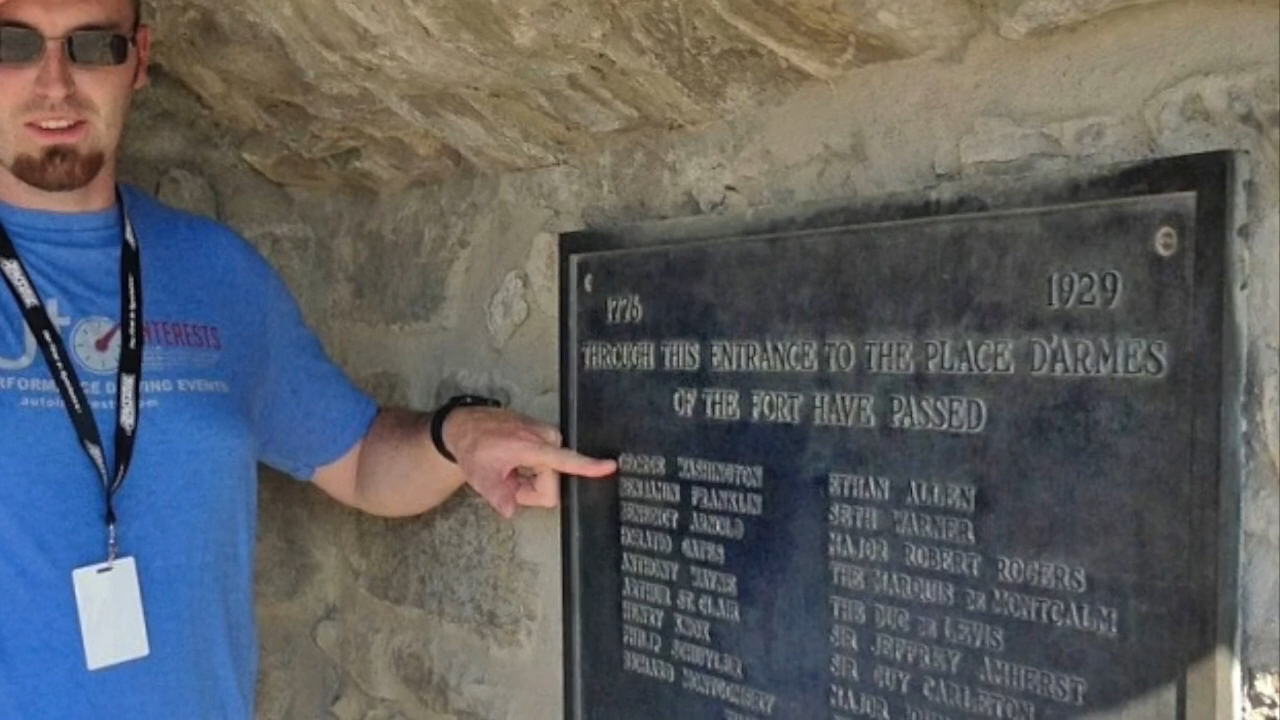 INTERESTS
1775
1929
THROUGH THIS ENTRANCE TO THE PLACE D'ARMES
OF THE FORT HAVE PASSED
GEORGE WASHINGTON
BENJAMIN FRANKLIN
BENEDICT ARNOLD
HORATIO GATES
ANTHONY WAYNE
ARTHUR ST. CLAIR
HENRY KNOX
PHILIP SCHUYLER
RICHARD MONTGOMERY
ETHAN ALLEN
SETH WARNER
MAJOR ROBERT ROGERS
THE MARQUIS DE MONTCALM
THE DUC DE LEVIS
SIR JEFFREY AMHERST
SIR GUY CARLETON
MAJOR